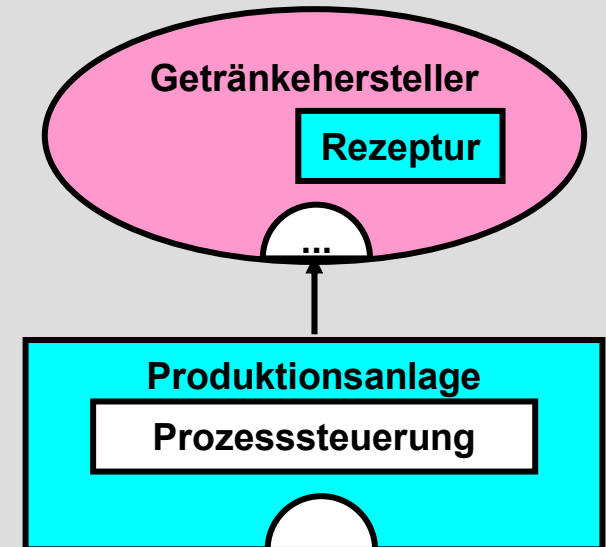 Getränkehersteller
Rezeptur
...
Produktionsanlage
Prozesssteuerung